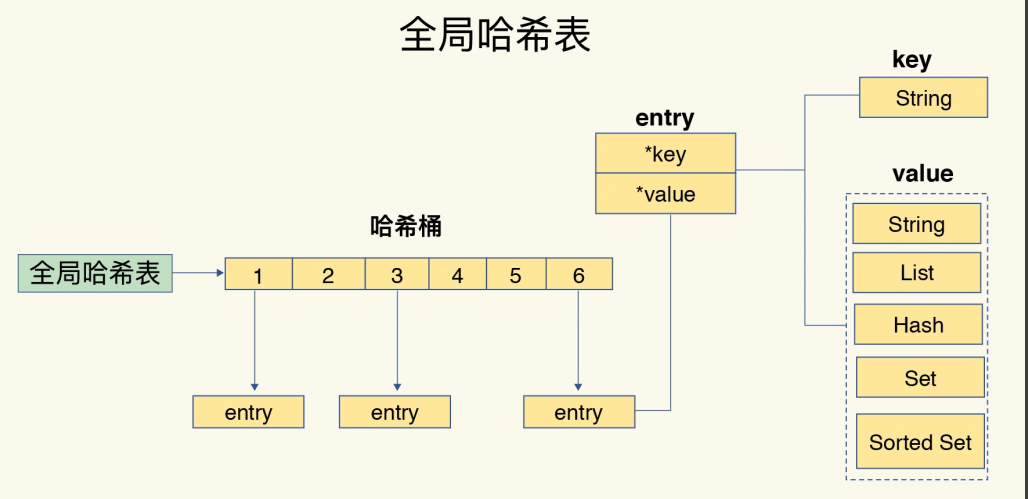 全局哈希表
key
String
entry
*key
*value
value
String
List
Hash
Set
Sorted Set
哈希桶
全局哈希表
1 2 3 4 5 6
entry entry entry